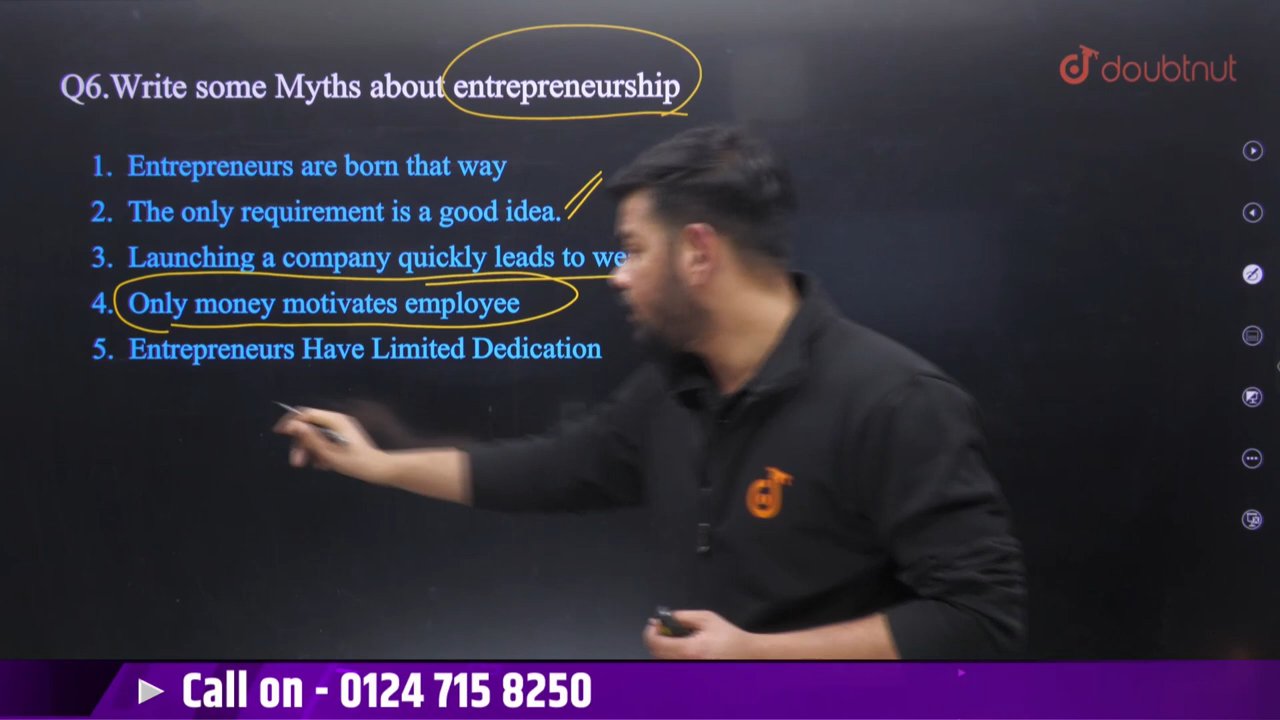 Q6.Write some Myths about entrepreneurship
doubtnut
1. Entrepreneurs are born that way
2. The only requirement is a good idea.
3. Launching a company quickly leads to
4. Only money motivates employee
5. Entrepreneurs Have Limited Dedication
Call on - 0124 715 8250